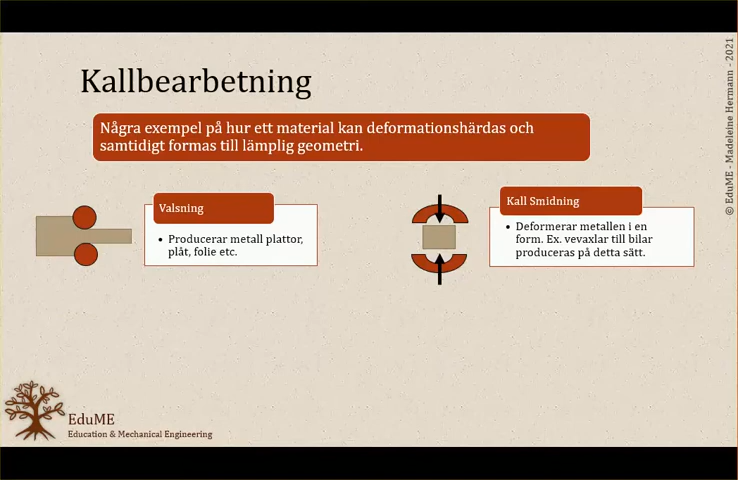 Kallbearbetning
Några exempel på hur ett material kan deformationshärdas och
samtidigt formas till lämplig geometri.
Valsning
• Producerar metall plattor,
plåt, folie etc.
Kall Smidning
• Deformerar metallen i en
form. Ex. vevaxlar till bilar
produceras på detta sätt.
EduME
Education & Mechanical Engineering
© EduME - Madeleine Hermann - 2021